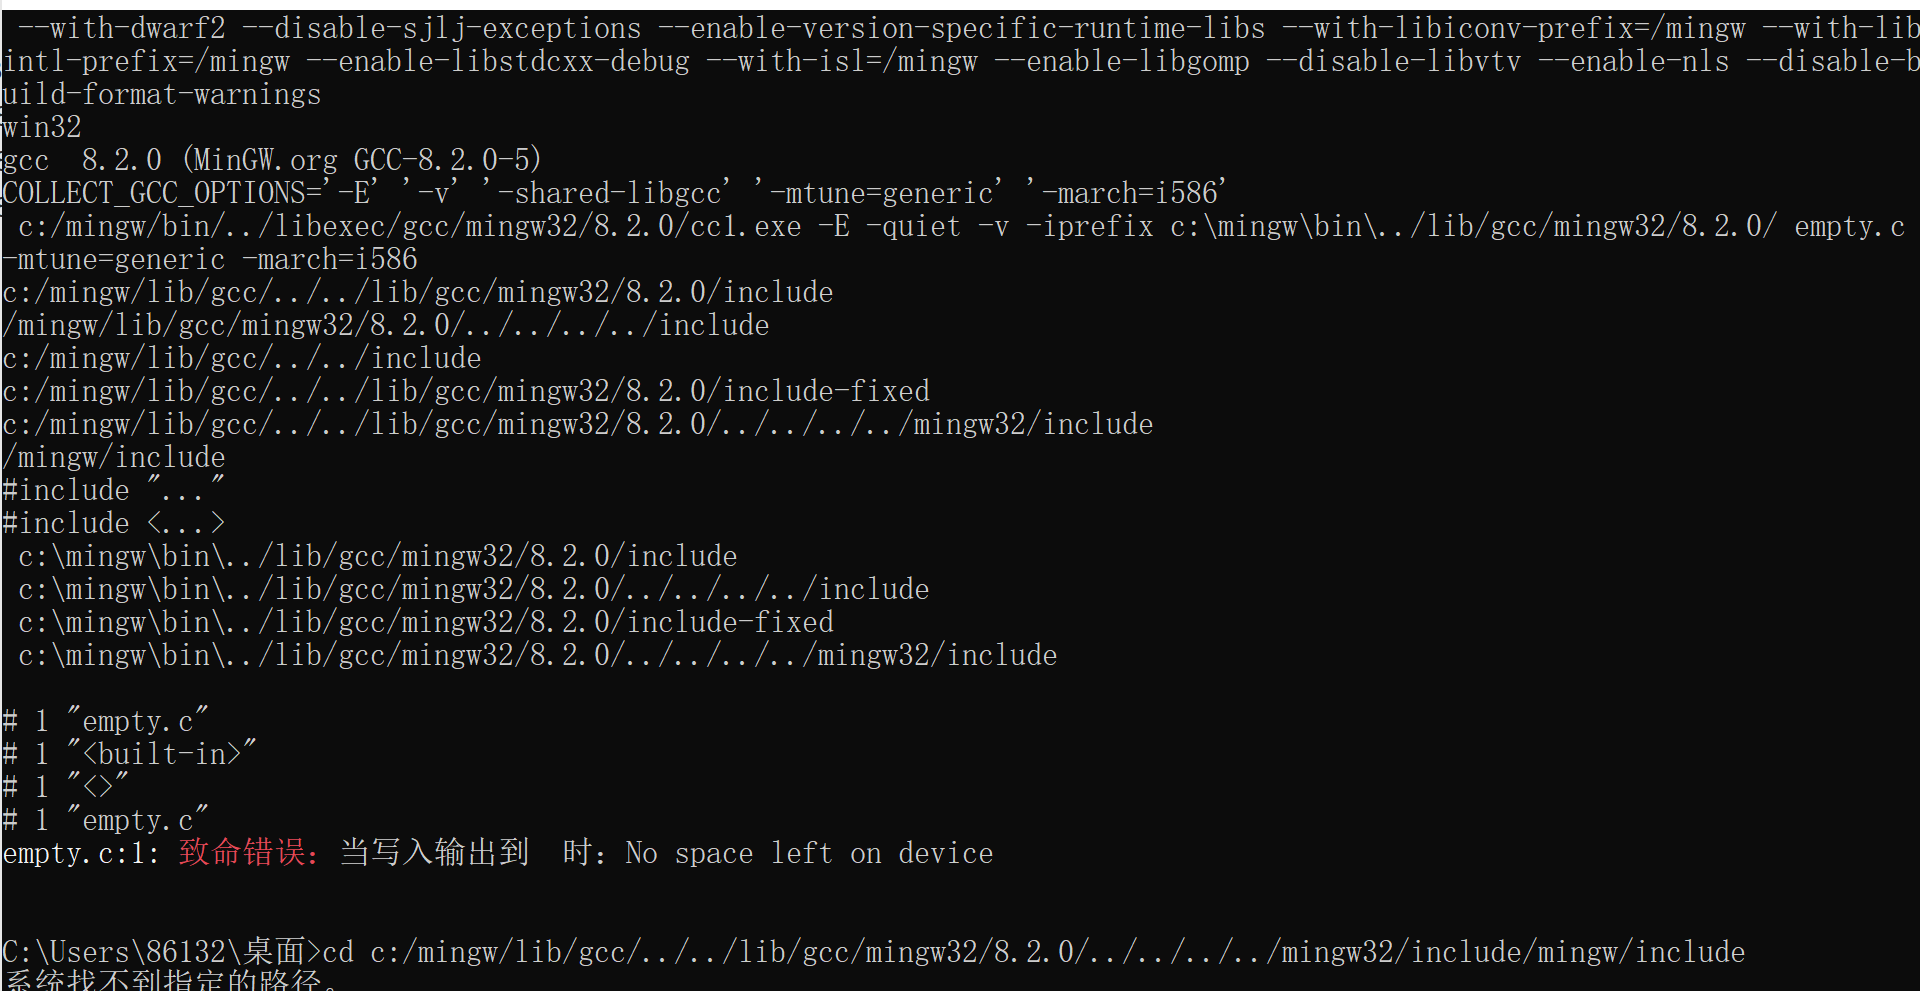 --with-dwarf2 --disable-sjlj-exceptions --enable-version-specific-runtime-libs --with-libiconv-prefix=/mingw --with-lib
intl-prefix=/mingw --enable-libstdcxx-debug --with-isl=/mingw --enable-libgomp --disable-libvtv --enable-nls --disable-b
uild-format-warnings
win32
gcc  8.2.0 (MinGW.org GCC-8.2.0-5)
COLLECT_GCC_OPTIONS='-E' '-v' '-shared-libgcc' '-mtune=generic' '-march=i586'
 c:/mingw/bin/../libexec/gcc/mingw32/8.2.0/cc1.exe -E -quiet -v -iprefix c:\mingw\bin\../lib/gcc/mingw32/8.2.0/ empty.c
-mtune=generic -march=i586
c:/mingw/lib/gcc/../../lib/gcc/mingw32/8.2.0/include
/mingw/lib/gcc/mingw32/8.2.0/../../../../include
c:/mingw/lib/gcc/../../include
c:/mingw/lib/gcc/../../lib/gcc/mingw32/8.2.0/include-fixed
c:/mingw/lib/gcc/../../lib/gcc/mingw32/8.2.0/../../../../mingw32/include
/mingw/include
#include "..."
#include <...>
 c:\mingw\bin\../lib/gcc/mingw32/8.2.0/include
 c:\mingw\bin\../lib/gcc/mingw32/8.2.0/../../../../include
 c:\mingw\bin\../lib/gcc/mingw32/8.2.0/include-fixed
 c:\mingw\bin\../lib/gcc/mingw32/8.2.0/../../../../mingw32/include
# 1 "empty.c"
# 1 "<built-in>"
# 1 "<>"
# 1 "empty.c"
empty.c:1: 致命错误：当写入输出到  时：No space left on device
C:\Users\86132\桌面>cd c:/mingw/lib/gcc/../../lib/gcc/mingw32/8.2.0/../../../../mingw32/include/mingw/include
系统找不到指定的路径。